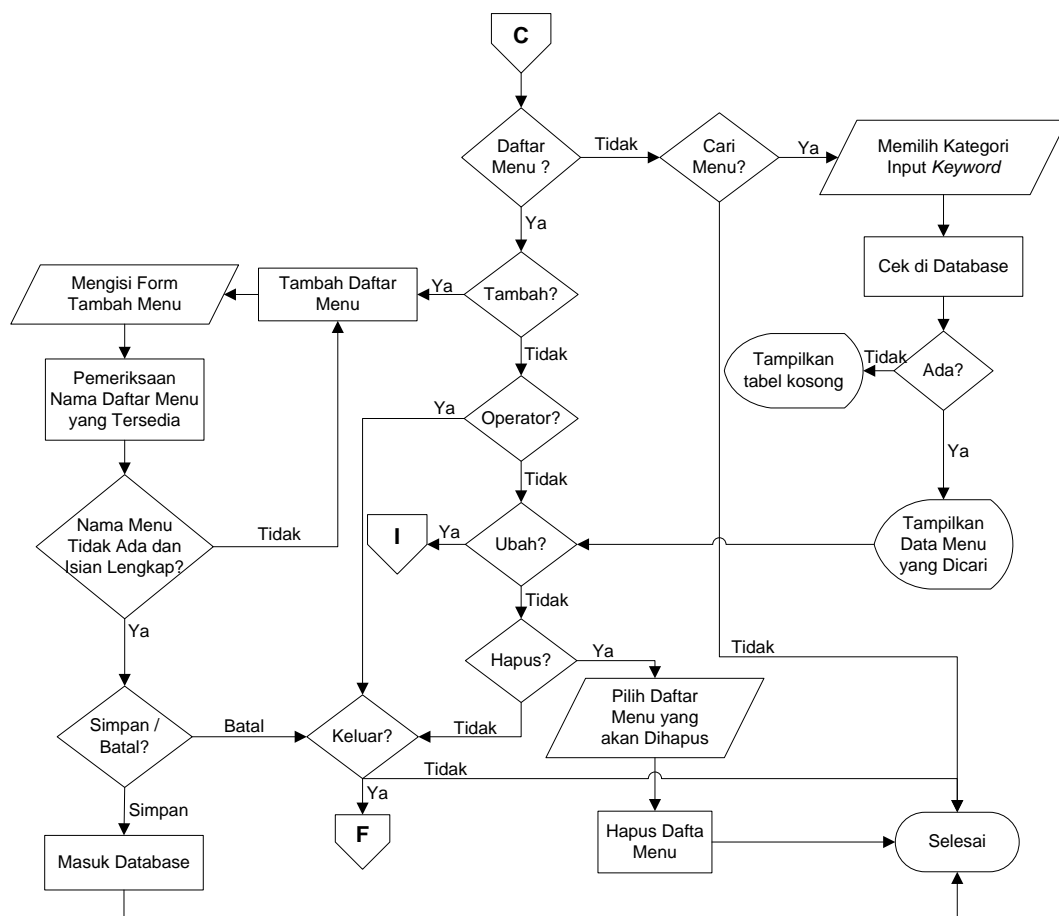 C
Daftar
Menu ?
Tidak
Cari
Menu?
Ya
Memilih Kategori
Input Keyword
Ya
Cek di Database
Mengisi Form
Tambah Menu
Tambah Daftar
Menu
Ya
Tambah?
Tidak
Tampilkan
tabel kosong
Tidak
Ada?
Pemeriksaan
Nama Daftar Menu
yang Tersedia
Ya
Operator?
Ya
Tidak
Nama Menu
Tidak Ada dan
Isian Lengkap?
Tidak
I
Ya
Ubah?
Tampilkan
Data Menu
yang Dicari
Tidak
Ya
Hapus?
Ya
Tidak
Pilih Daftar
Menu yang
akan Dihapus
Simpan /
Batal?
Batal
Keluar?
Tidak
Tidak
Ya
Simpan
F
Masuk Database
Hapus Dafta
Menu
Selesai